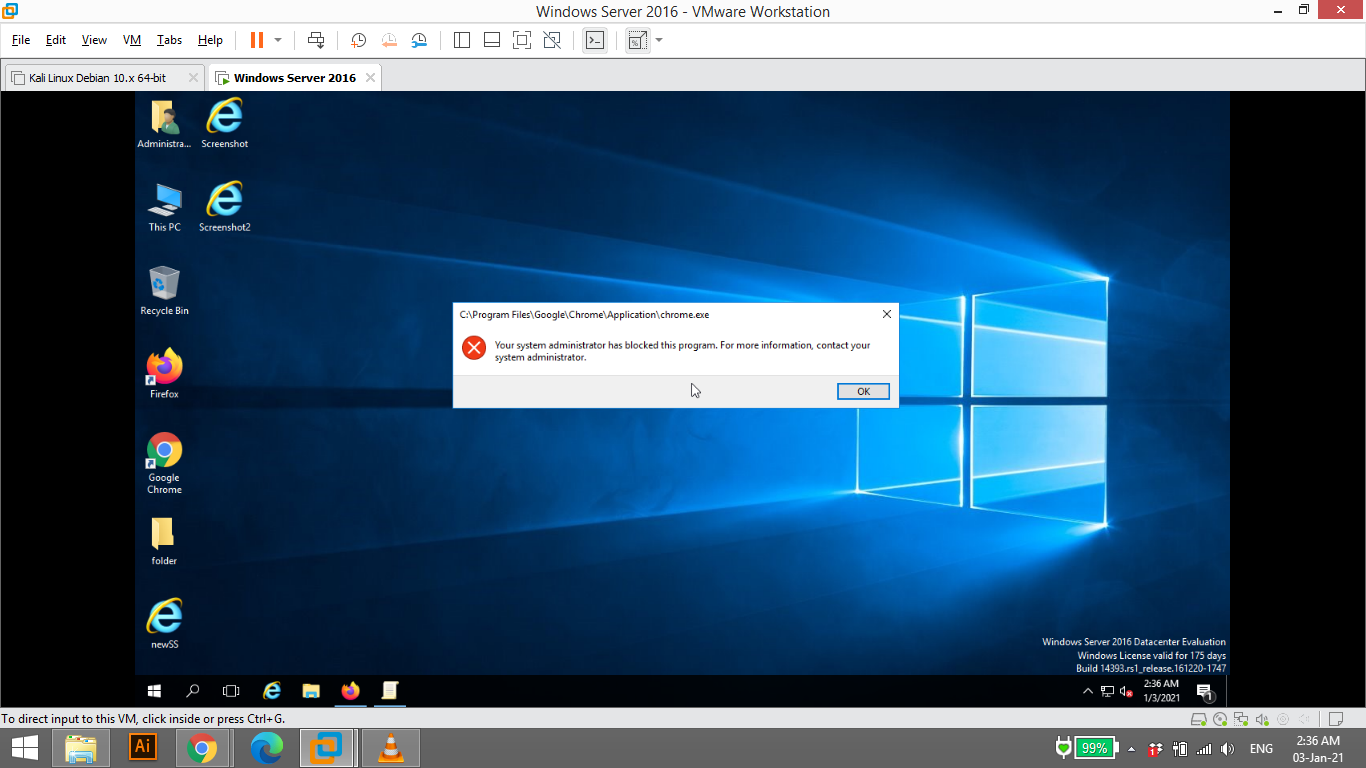 Windows Server 2016 - VMware Workstation
File Edit View VM Tabs Help
Kali Linux Debian 10.x 64-bit
Windows Server 2016
Administra...
Screenshot
This PC
Screenshot2
Recycle Bin
Firefox
Google
Chrome
folder
newSS
C:\Program Files\Google\Chrome\Application\chrome.exe
Your system administrator has blocked this program. For more information, contact your
system administrator.
OK
Windows Server 2016 Datacenter Evaluation
Windows License valid for 175 days
Build 14393.rs1_release.161220-1747
2:36 AM
1/3/2021
1
To direct input to this VM, click inside or press Ctrl+G.
Ai
99%
1
ENG
2:36 AM
03-Jan-21